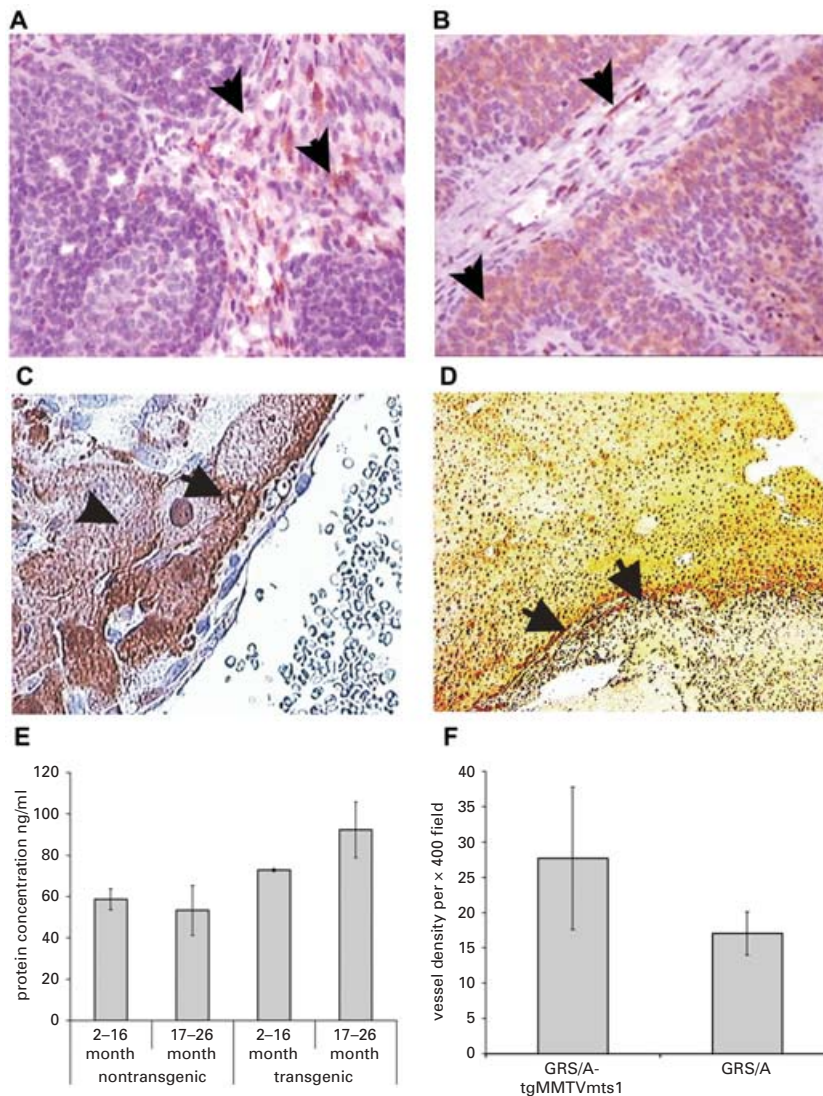 A
B
C
D
E
protein concentration ng/ml
120
100
80
60
40
20
0
2–16 month
17–26 month
2–16 month
17–26 month
nontransgenic
transgenic
F
vessel density per × 400 field
40
35
30
25
20
15
10
5
0
GRS/A-tgMMTVmts1
GRS/A